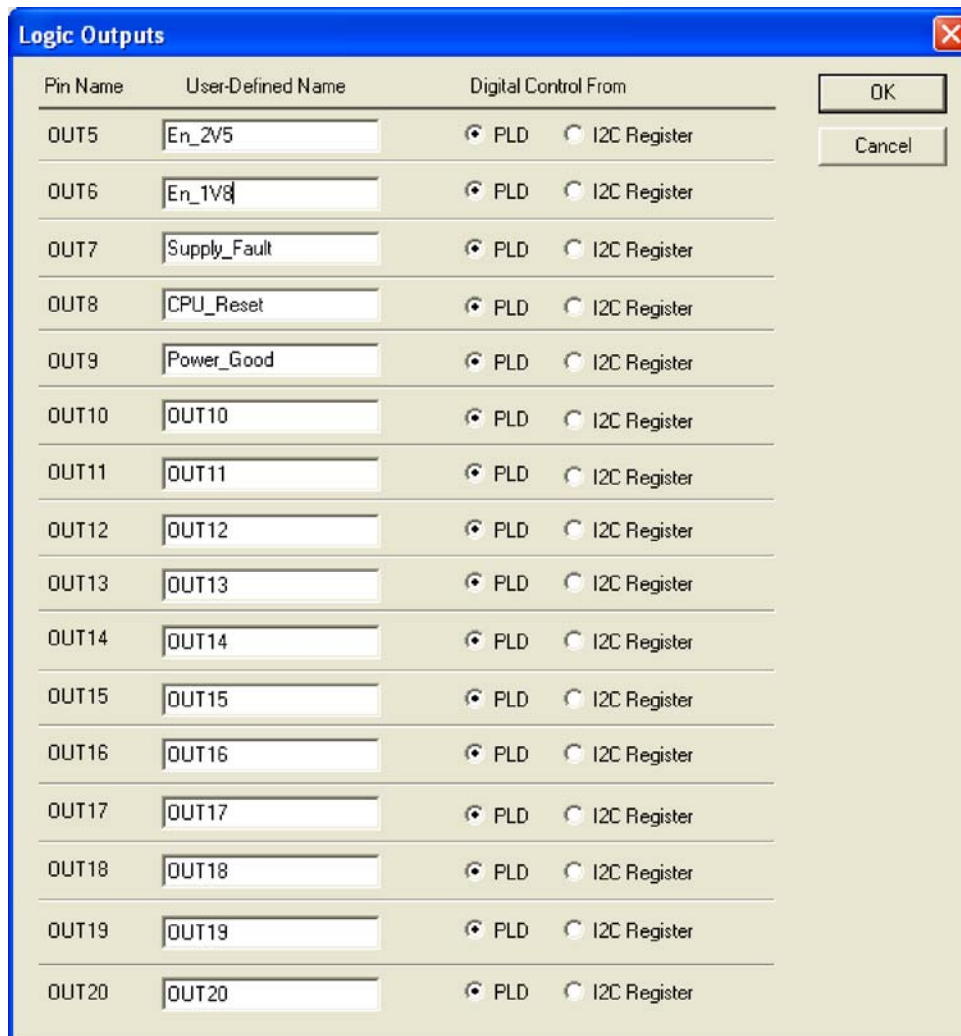 Logic Outputs
Pin Name User-Defined Name Digital Control From
OK
Cancel
OUT5 En_2V5 PLD I2C Register
OUT6 En_1V8 PLD I2C Register
OUT7 Supply_Fault PLD I2C Register
OUT8 CPU_Reset PLD I2C Register
OUT9 Power_Good PLD I2C Register
OUT10 OUT10 PLD I2C Register
OUT11 OUT11 PLD I2C Register
OUT12 OUT12 PLD I2C Register
OUT13 OUT13 PLD I2C Register
OUT14 OUT14 PLD I2C Register
OUT15 OUT15 PLD I2C Register
OUT16 OUT16 PLD I2C Register
OUT17 OUT17 PLD I2C Register
OUT18 OUT18 PLD I2C Register
OUT19 OUT19 PLD I2C Register
OUT20 OUT20 PLD I2C Register